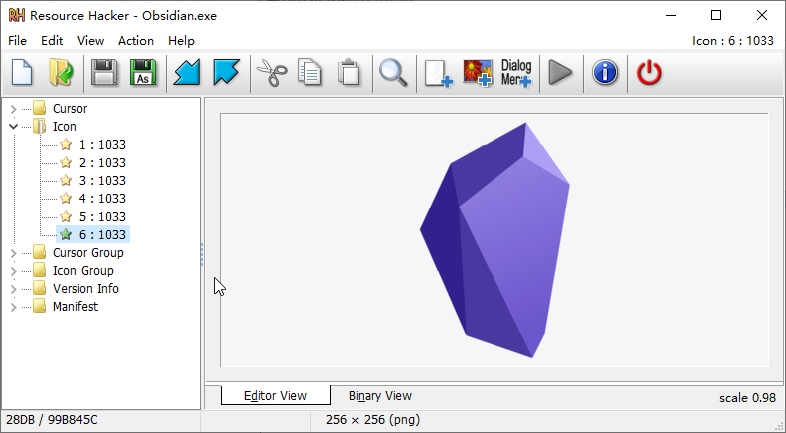 RH Resource Hacker - Obsidian.exe
File Edit View Action Help Icon : 6 : 1033
As Dialog
Men
Cursor
Icon
1 : 1033
2 : 1033
3 : 1033
4 : 1033
5 : 1033
6 : 1033
Cursor Group
Icon Group
Version Info
Manifest
Editor View Binary View scale 0.98
28DB / 99B845C 256 × 256 (png)